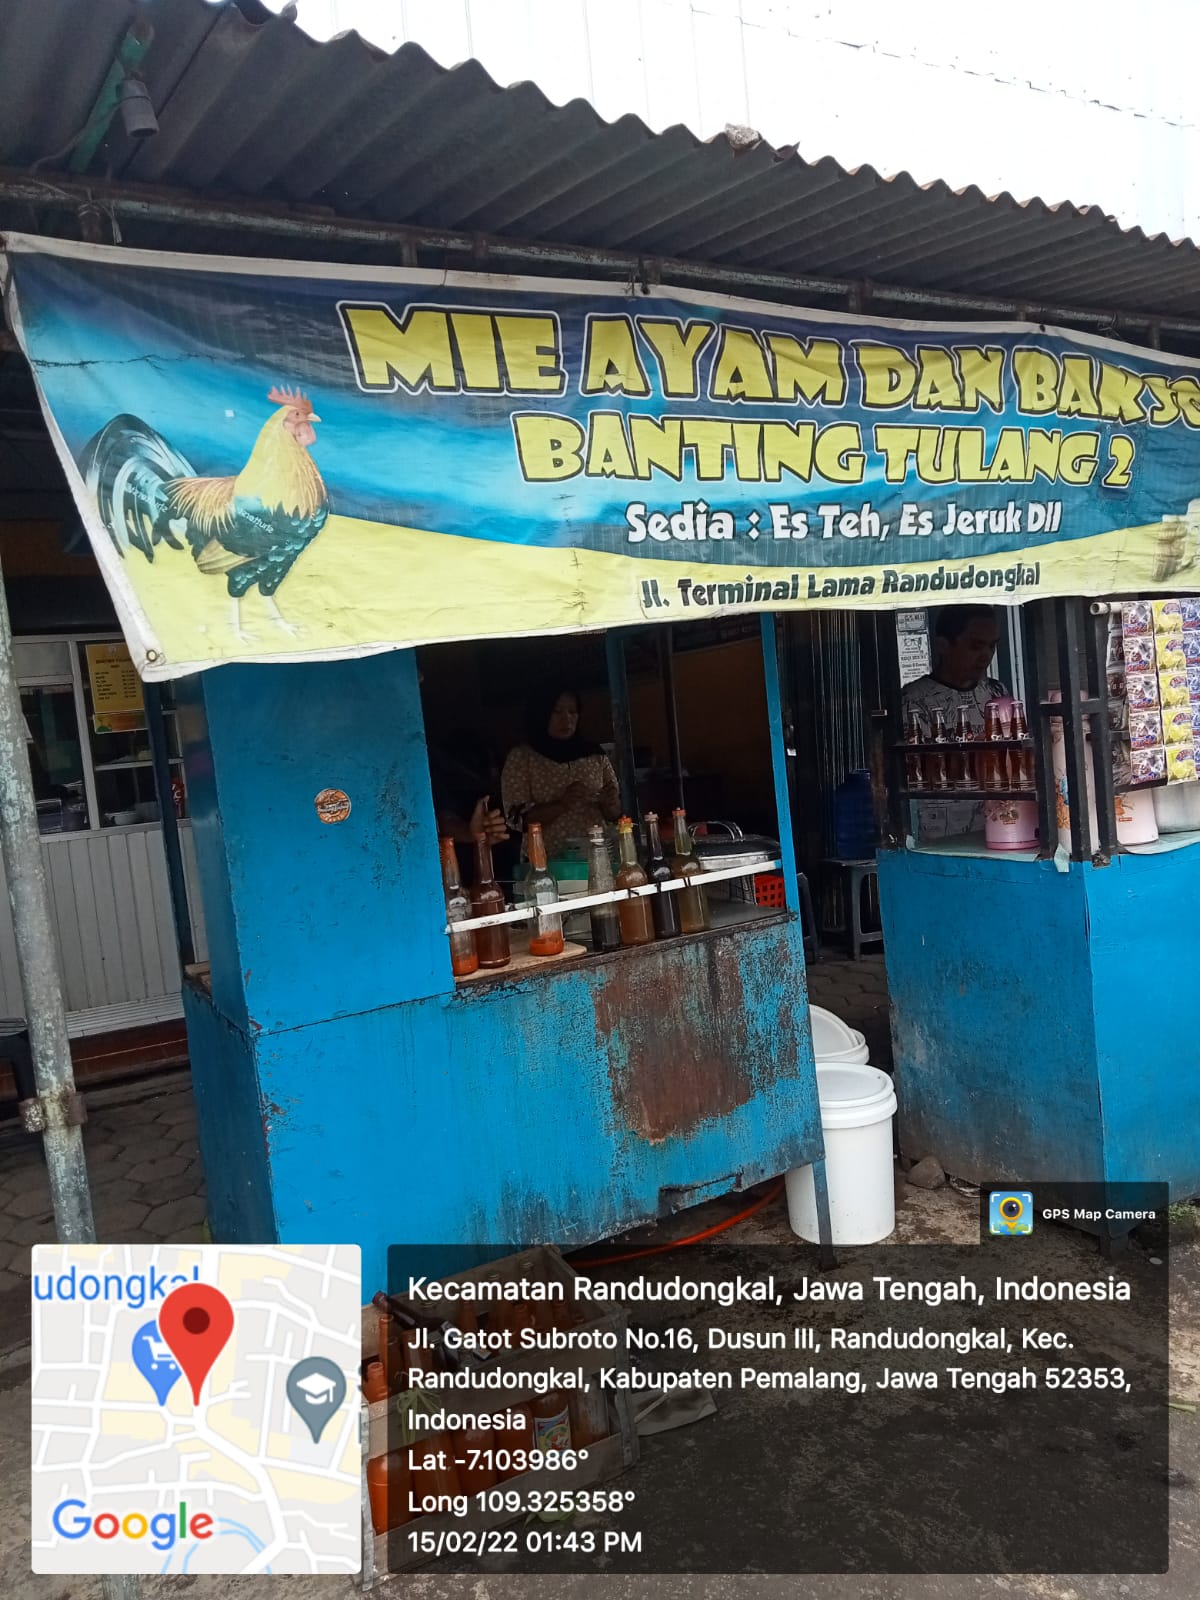 MIE AYAM DAN BAKSO
BANTING TULANG 2
Sedia : Es Teh, Es Jeruk Dll
Jl. Terminal Lama Randudongkal
GPS Map Camera
udongkal
Google
Kecamatan Randudongkal, Jawa Tengah, Indonesia
Jl. Gatot Subroto No.16, Dusun III, Randudongkal, Kec.
Randudongkal, Kabupaten Pemalang, Jawa Tengah 52353,
Indonesia
Lat -7.103986°
Long 109.325358°
15/02/22 01:43 PM